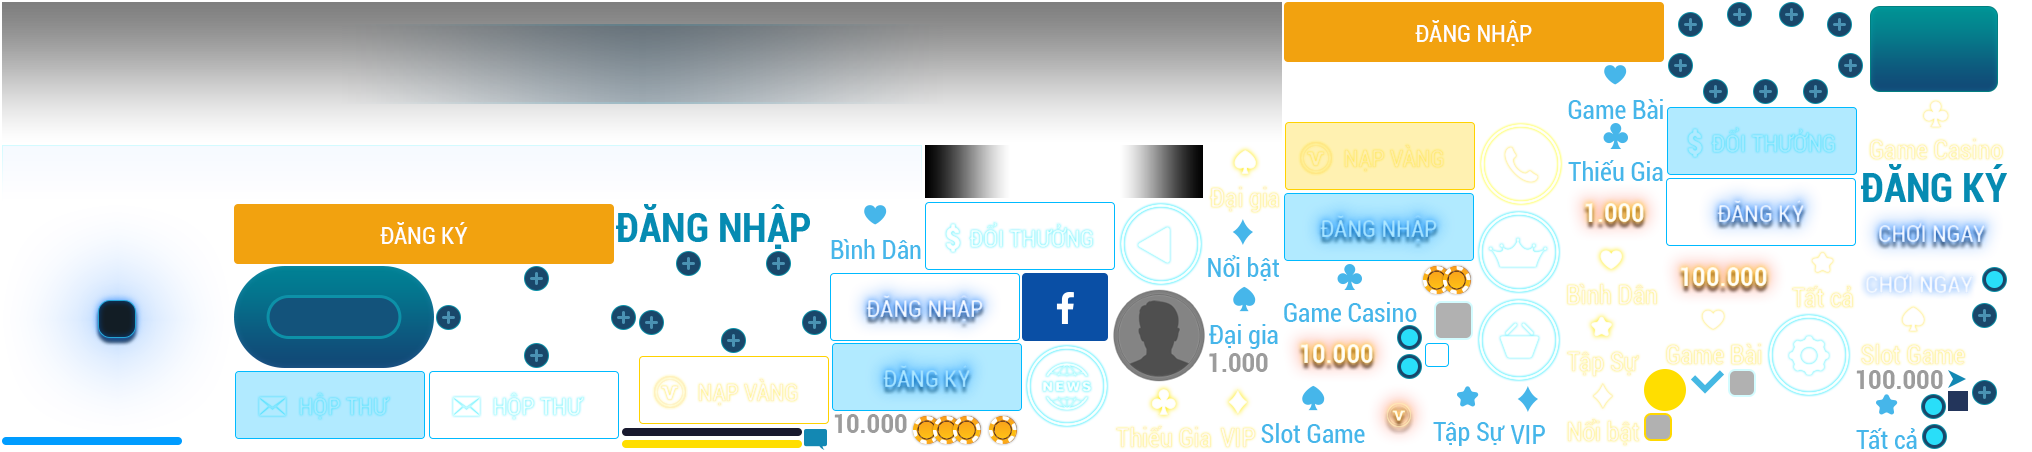 ĐĂNG NHẬP
Game Bài
NẠP VÀNG
ĐỔI THƯỞNG
Game Casino
Thiếu Gia
Đại gia
ĐĂNG KÝ
ĐĂNG KÝ
ĐĂNG NHẬP
Bình Dân
ĐỔI THƯỞNG
ĐĂNG NHẬP
1.000
ĐĂNG KÝ
CHƠI NGAY
Nổi bật
100.000
CHƠI NGAY
Bình Dân
Tất cả
ĐĂNG NHẬP
Game Casino
Đại gia
1.000
10.000
Tập Sự
Game Bài
Slot Game
ĐĂNG KÝ
NEWS
100.000
HỘP THƯ
HỘP THƯ
NẠP VÀNG
10.000
Thiếu Gia
VIP
Slot Game
Tập Sự
VIP
Nổi bật
Tất cả